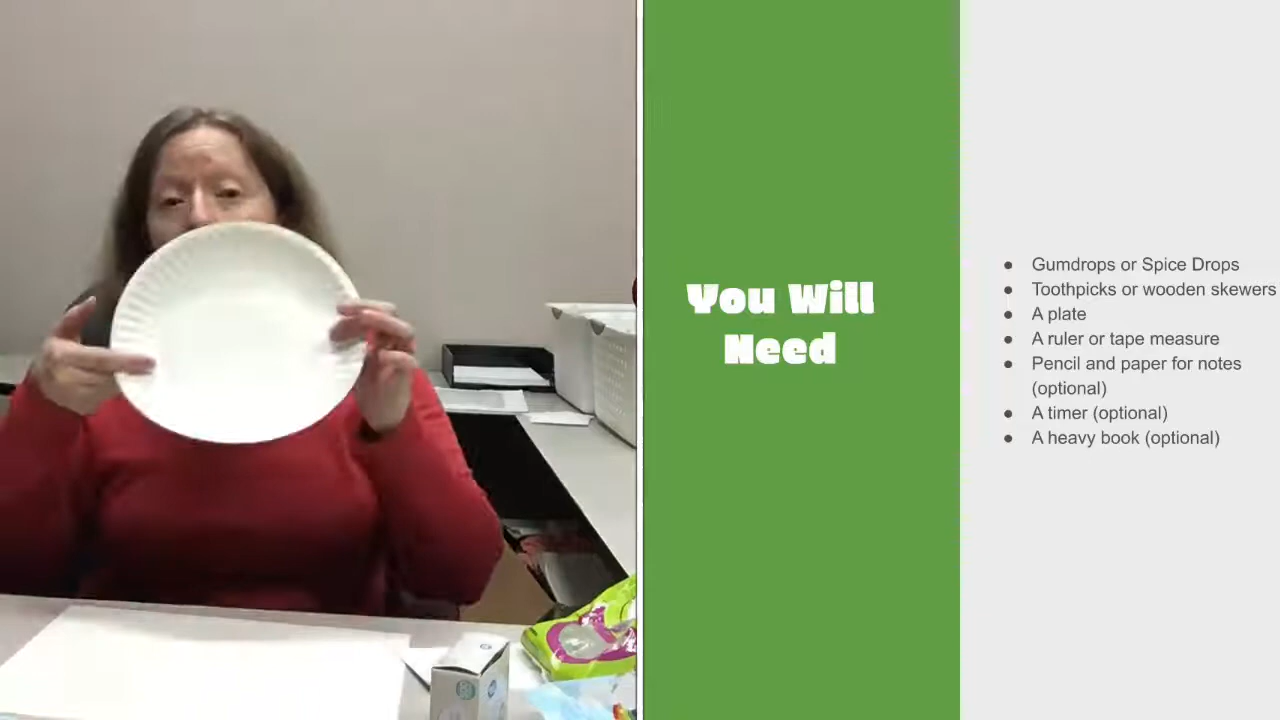 You Will
Need
● Gumdrops or Spice Drops
● Toothpicks or wooden skewers
● A plate
● A ruler or tape measure
● Pencil and paper for notes
(optional)
● A timer (optional)
● A heavy book (optional)